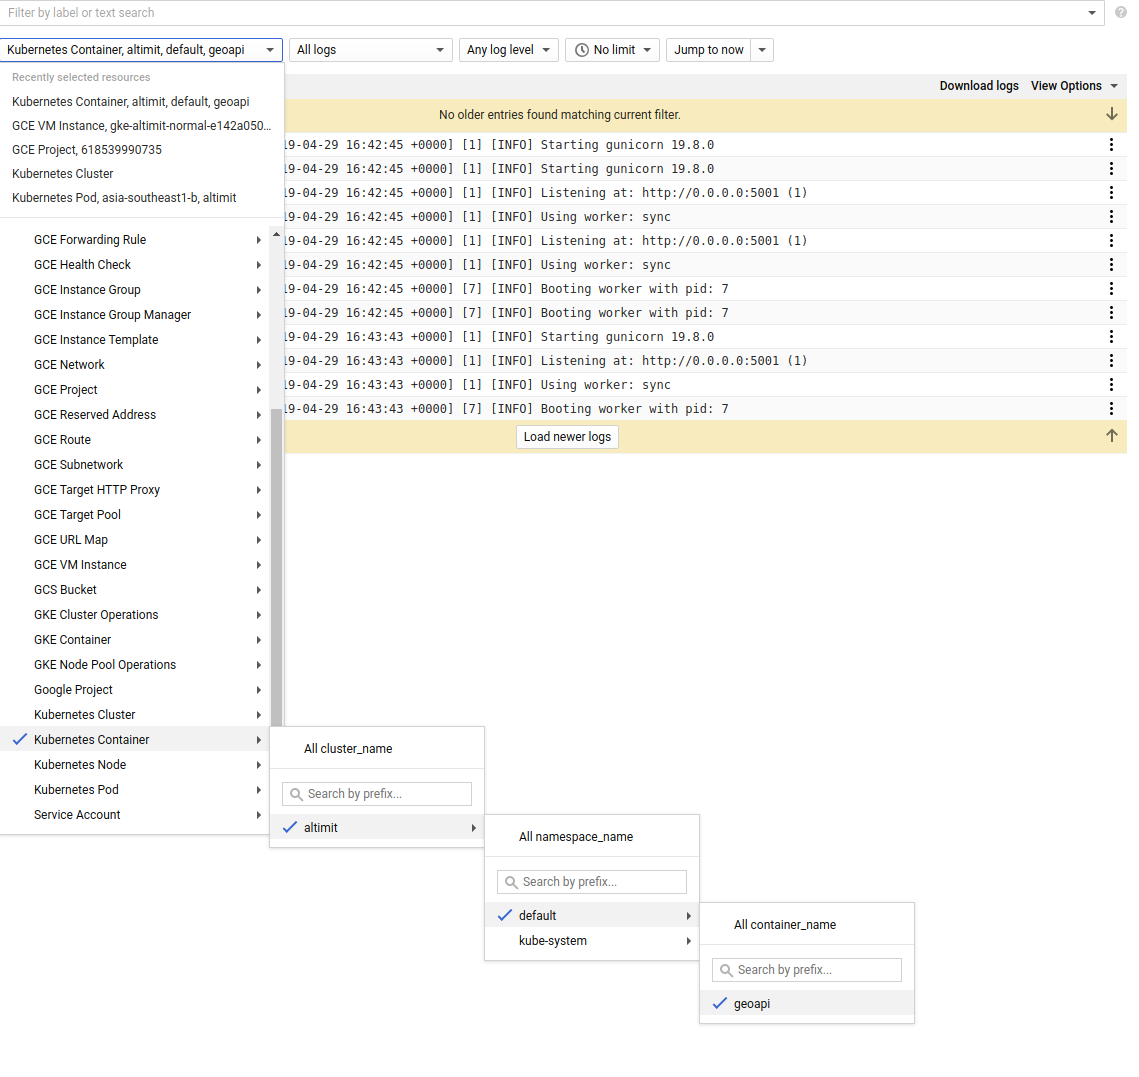 Filter by label or text search
Kubernetes Container, altimit, default, geoapi
All logs
Any log level
No limit
Jump to now
Recently selected resources
Kubernetes Container, altimit, default, geoapi
GCE VM Instance, gke-altimit-normal-e142a050...
GCE Project, 618539990735
Kubernetes Cluster
Kubernetes Pod, asia-southeast1-b, altimit
GCE Forwarding Rule
GCE Health Check
GCE Instance Group
GCE Instance Group Manager
GCE Instance Template
GCE Network
GCE Project
GCE Reserved Address
GCE Route
GCE Subnetwork
GCE Target HTTP Proxy
GCE Target Pool
GCE URL Map
GCE VM Instance
GCS Bucket
GKE Cluster Operations
GKE Container
GKE Node Pool Operations
Google Project
Kubernetes Cluster
Kubernetes Container
Kubernetes Node
Kubernetes Pod
Service Account
Download logs
View Options
No older entries found matching current filter.
19-04-29 16:42:45 +0000] [1] [INFO] Starting gunicorn 19.8.0
19-04-29 16:42:45 +0000] [1] [INFO] Starting gunicorn 19.8.0
19-04-29 16:42:45 +0000] [1] [INFO] Listening at: http://0.0.0.0:5001 (1)
19-04-29 16:42:45 +0000] [1] [INFO] Using worker: sync
19-04-29 16:42:45 +0000] [1] [INFO] Listening at: http://0.0.0.0:5001 (1)
19-04-29 16:42:45 +0000] [1] [INFO] Using worker: sync
19-04-29 16:42:45 +0000] [7] [INFO] Booting worker with pid: 7
19-04-29 16:42:45 +0000] [7] [INFO] Booting worker with pid: 7
19-04-29 16:43:43 +0000] [1] [INFO] Starting gunicorn 19.8.0
19-04-29 16:43:43 +0000] [1] [INFO] Listening at: http://0.0.0.0:5001 (1)
19-04-29 16:43:43 +0000] [1] [INFO] Using worker: sync
19-04-29 16:43:43 +0000] [7] [INFO] Booting worker with pid: 7
Load newer logs
All cluster_name
Search by prefix...
altimit
All namespace_name
Search by prefix...
default
kube-system
All container_name
Search by prefix...
geoapi